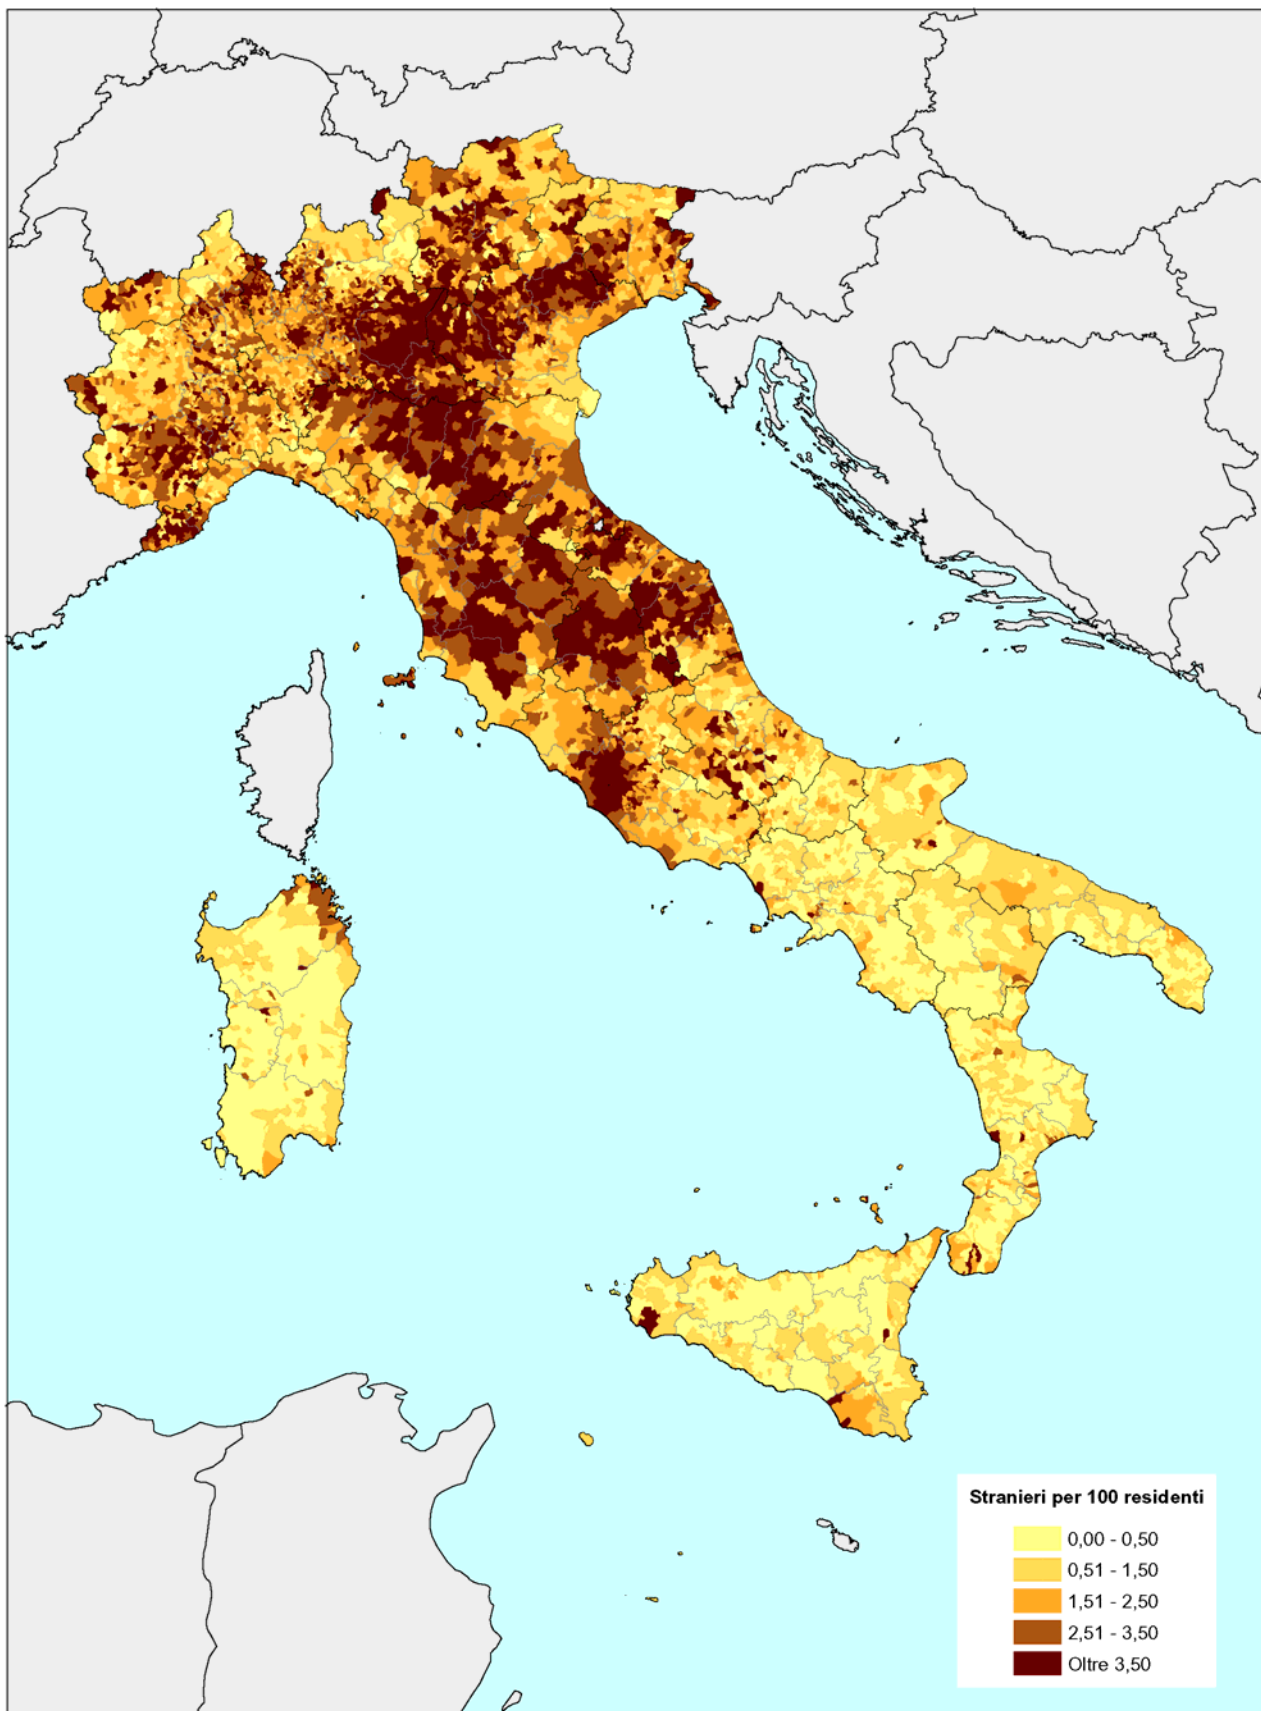 Stranieri per 100 residenti
0,00 - 0,50
0,51 - 1,50
1,51 - 2,50
2,51 - 3,50
Oltre 3,50